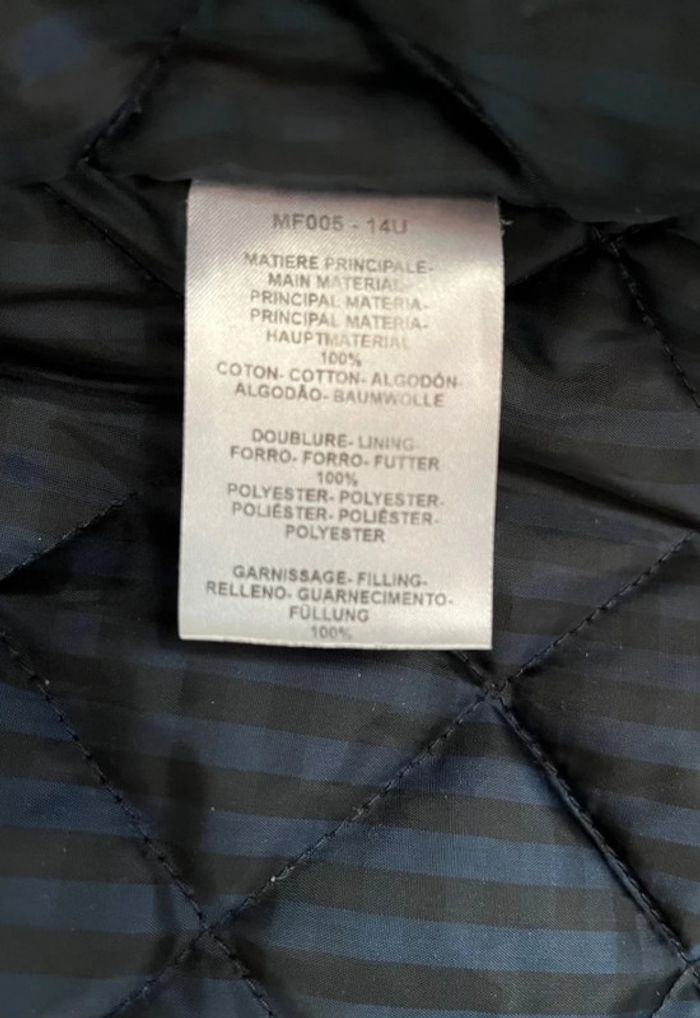 MF005 - 14U
MATIERE PRINCIPALE-
MAIN MATERIAL-
PRINCIPAL MATERIA-
PRINCIPAL MATERIA-
HAUPTMATERIAL
100%
COTON- COTTON- ALGODÓN-
ALGODÃO- BAUMWOLLE
DOUBLURE- LINING-
FORRO- FORRO- FUTTER
100%
POLYESTER- POLYESTER-
POLIÉSTER- POLIÉSTER-
POLYESTER
GARNISSAGE- FILLING-
RELLENO- GUARNECIMENTO-
FÜLLUNG
100%